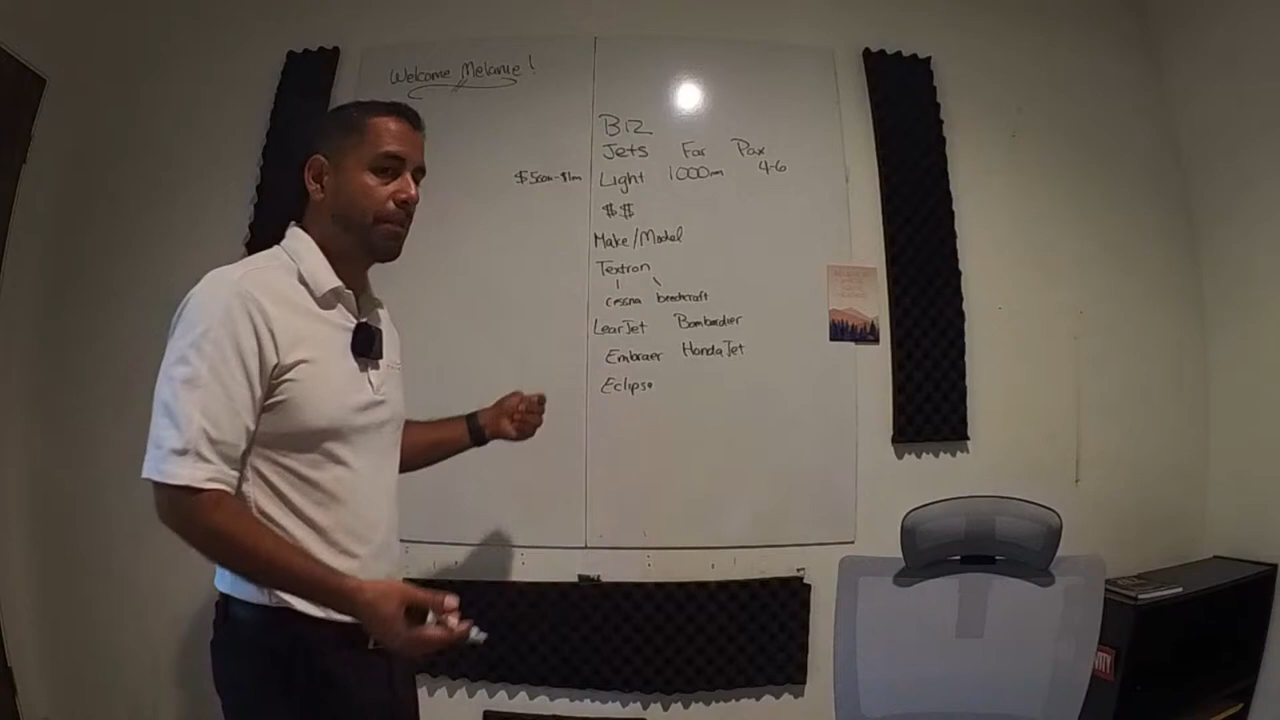 Welcome Melanie!
Biz
Jets Far Pax
$500k-$1m Light 1000nm 4-6
$$
Make/Model
Textron
Cessna beechcraft
LearJet Bombardier
Embraer HondaJet
Eclipse